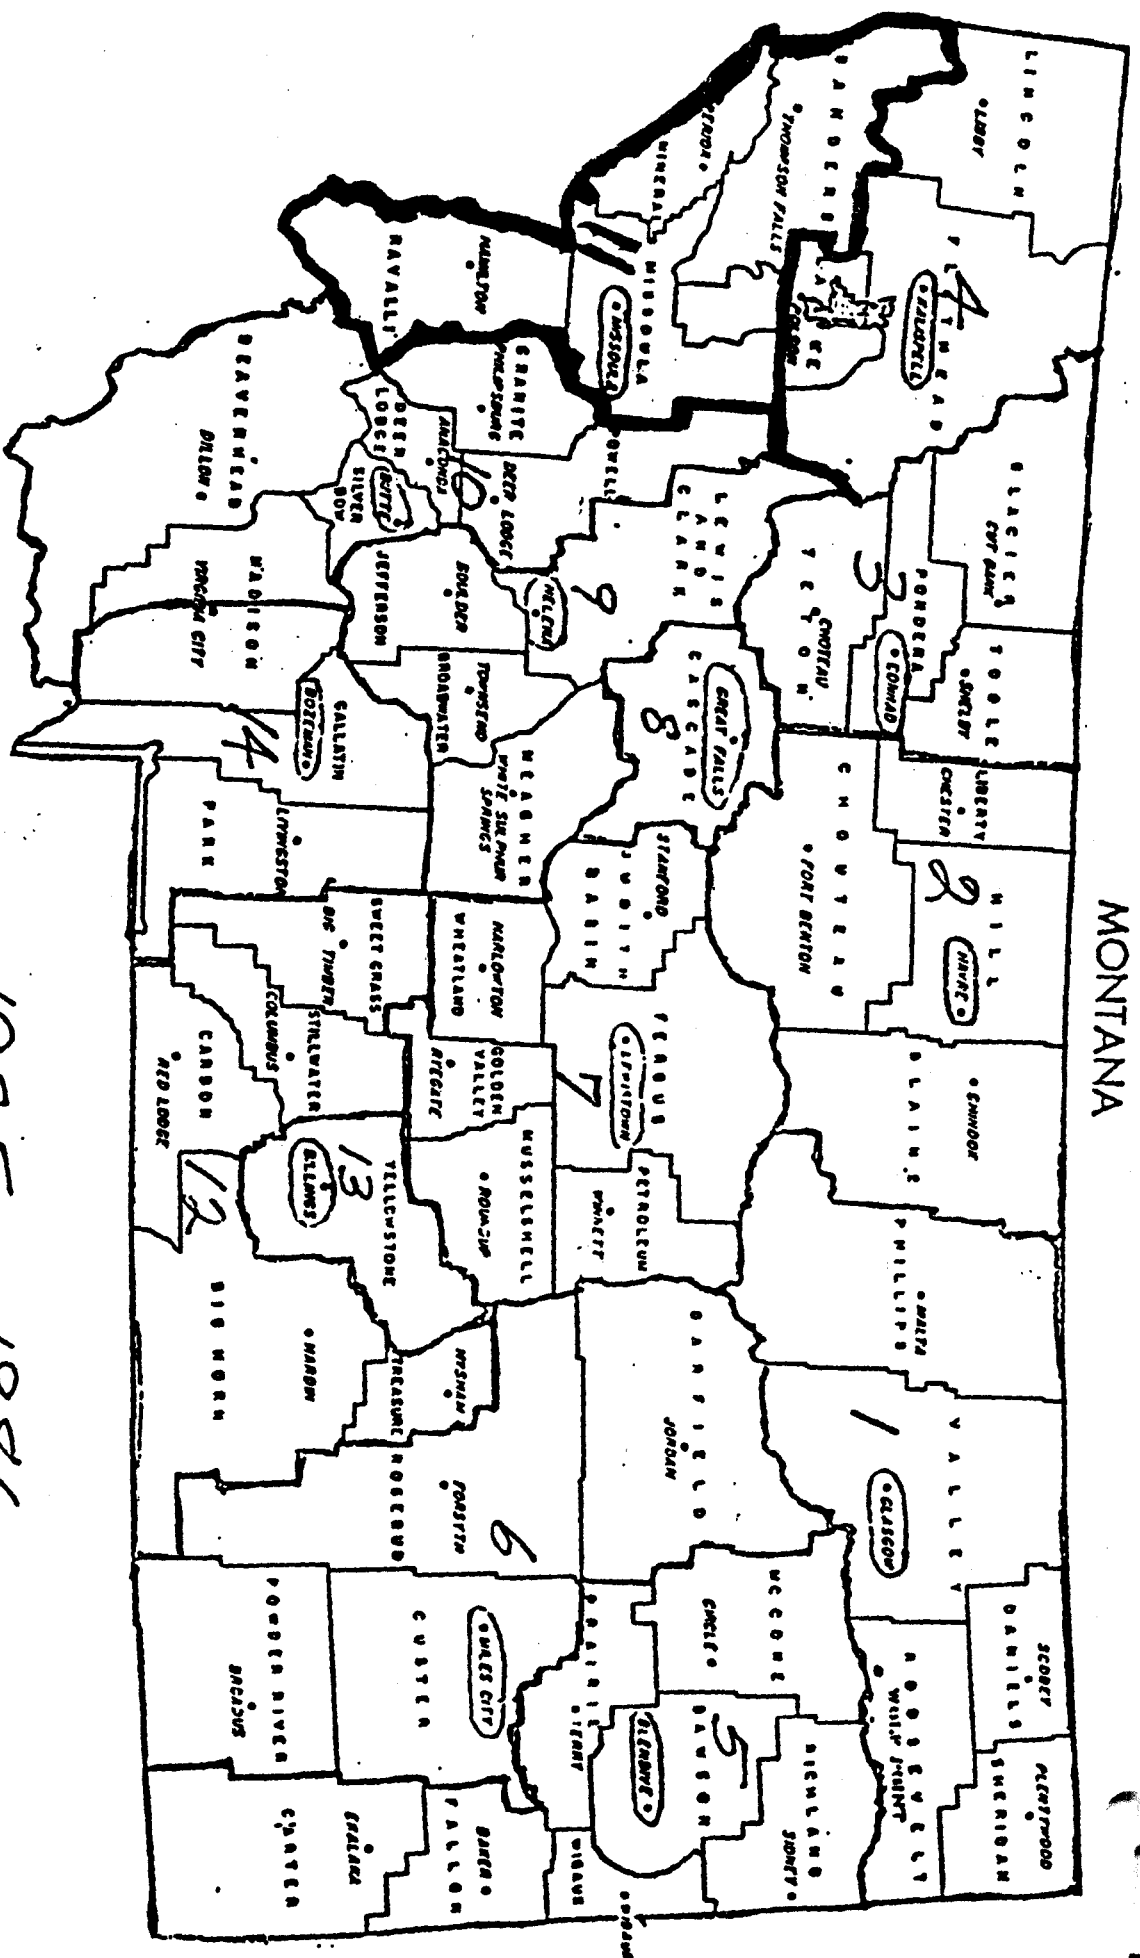 MONTANA
LINCOLN
LIBBY
4
FLATHEAD
KALISPELL
GLACIER
CUT BANK
TOOLE
SHELBY
LIBERTY
CHESTER
HILL
2
HAVRE
BLAINE
CHINOOK
PHILLIPS
MALTA
VALLEY
1
GLASGOW
DANIELS
SCOBEY
SHERIDAN
PLENTYWOOD
ROOSEVELT
WOLF POINT
SANDERS
THOMPSON FALLS
LAKE
3
PONDERA
CONRAD
TETON
CHOTEAU
CHOUTEAU
FORT BENTON
MINERAL
11
MISSOULA
MISSOULA
POWELL
DEER LODGE
LEWIS
AND
CLARK
9
HELENA
CASCADE
8
GREAT FALLS
JUDITH
BASIN
STANFORD
FERGUS
LEWISTOWN
7
PETROLEUM
WINNETT
GARFIELD
JORDAN
MCCONE
CIRCLE
RICHLAND
SIDNEY
DAWSON
5
GLENDIVE
PRAIRIE
TERRY
WIBAUX
RAVALLI
HAMILTON
GRANITE
PHILIPSBURG
DEER
LODGE
ANACONDA
SILVER
BOW
BUTTE
JEFFERSON
BOULDER
BROADWATER
TOWNSEND
MEAGHER
WHITE SULPHUR
SPRINGS
WHEATLAND
HARLOWTON
GOLDEN
VALLEY
RYEGATE
MUSSELSHELL
ROUNDUP
TREASURE
HYSHAM
ROSEBUD
FORSYTH
6
CUSTER
MILES CITY
FALLON
BAKER
BEAVERHEAD
DILLON
MADISON
VIRGINIA CITY
GALLATIN
BOZEMAN
14
PARK
LIVINGSTON
SWEET GRASS
BIG TIMBER
STILLWATER
COLUMBUS
CARBON
RED LODGE
12
YELLOWSTONE
13
BILLINGS
BIG HORN
HARDIN
POWDER RIVER
BROADUS
CARTER
EKALAKA